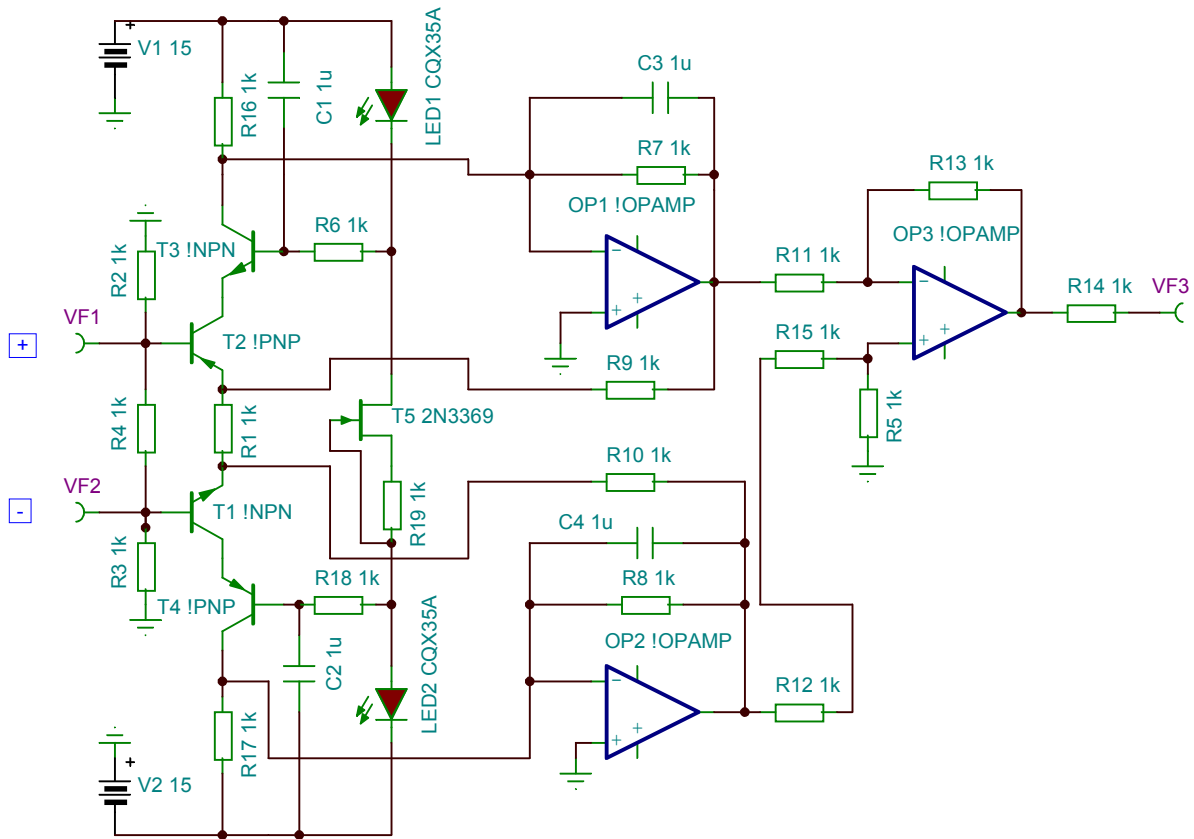 V1 15
R16 1k
C1 1u
LED1 CQX35A
C3 1u
R7 1k
OP1 !OPAMP
R13 1k
OP3 !OPAMP
R2 1k
T3 !NPN
R6 1k
R11 1k
R14 1k
VF3
VF1
+
T2 !PNP
R15 1k
R9 1k
R4 1k
R1 1k
T5 2N3369
R5 1k
VF2
-
T1 !NPN
R10 1k
R19 1k
C4 1u
R3 1k
T4 !PNP
R18 1k
R8 1k
OP2 !OPAMP
C2 1u
LED2 CQX35A
R12 1k
R17 1k
V2 15